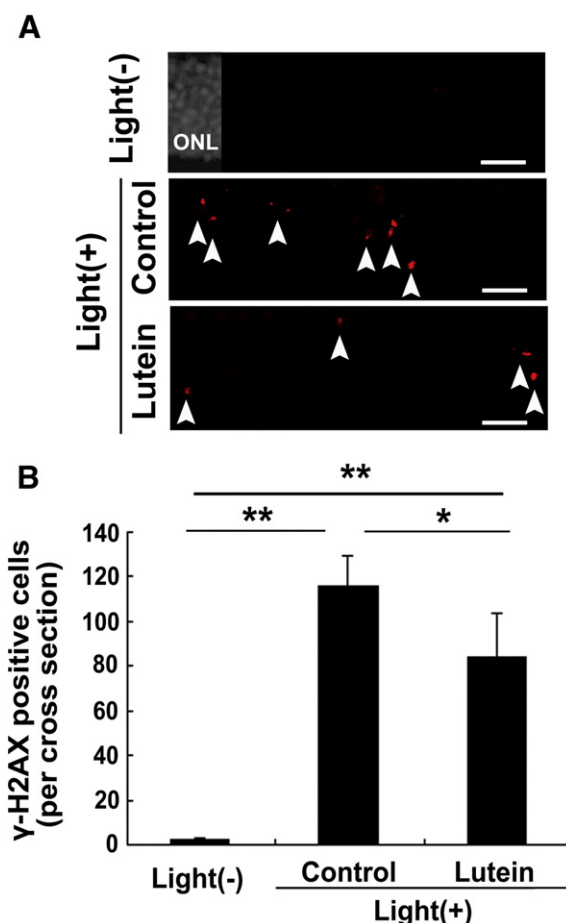 A
Light(-)
ONL
Light(+)
Control
Lutein
B
γ-H2AX positive cells
(per cross section)
140
120
100
80
60
40
20
0
**
**
*
Light(-)
Control
Lutein
Light(+)